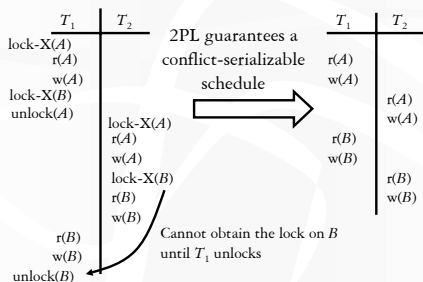 T1 T2
lock-X(A)
r(A)
w(A)
lock-X(B)
unlock(A)
lock-X(A)
r(A)
w(A)
lock-X(B)
r(B)
w(B)
r(B)
w(B)
unlock(B)
2PL guarantees a
conflict-serializable
schedule
Cannot obtain the lock on B
until T1 unlocks
T1 T2
r(A)
w(A)
r(A)
w(A)
r(B)
w(B)
r(B)
w(B)